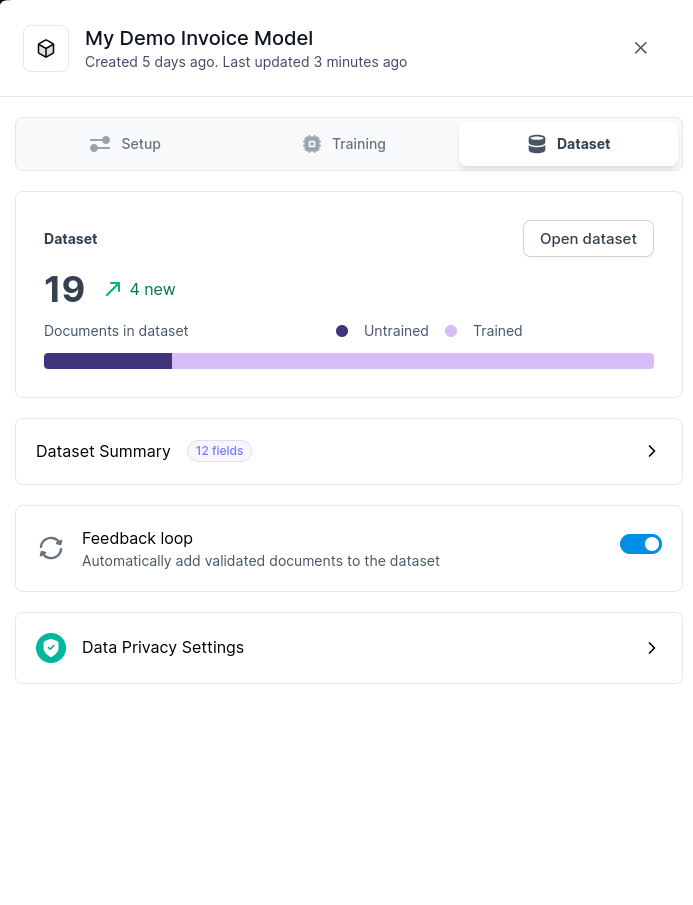 My Demo Invoice Model
Created 5 days ago. Last updated 3 minutes ago
Setup
Training
Dataset
Dataset
Open dataset
19
4 new
Documents in dataset
Untrained
Trained
Dataset Summary
12 fields
Feedback loop
Automatically add validated documents to the dataset
Data Privacy Settings